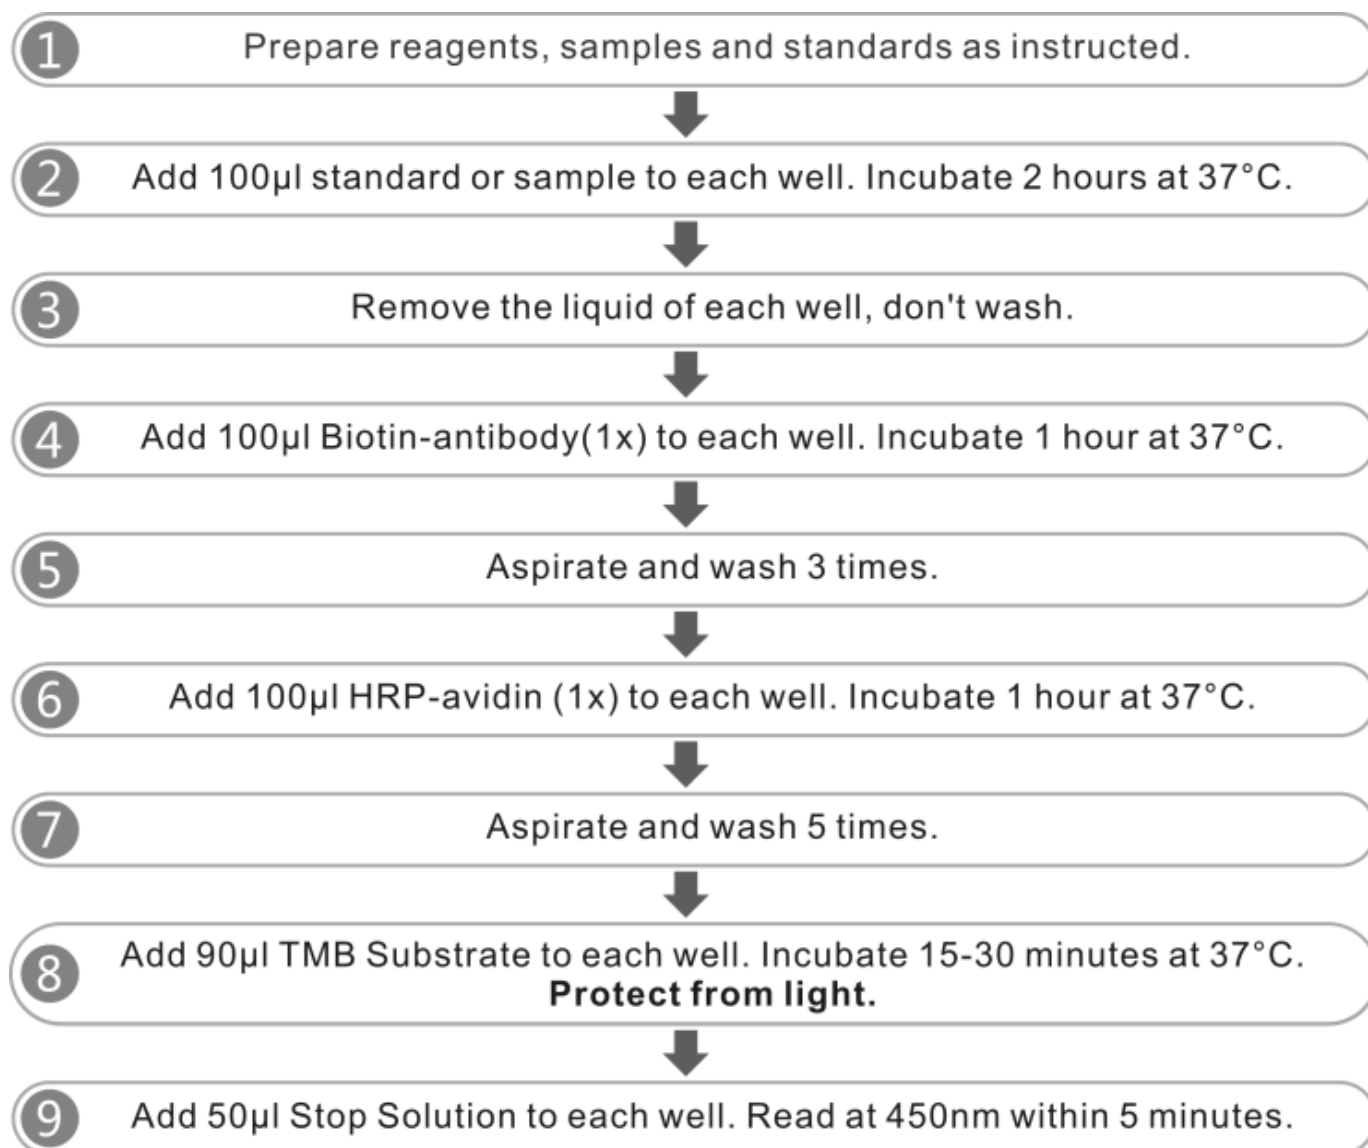 1 Prepare reagents, samples and standards as instructed.
2 Add 100µl standard or sample to each well. Incubate 2 hours at 37°C.
3 Remove the liquid of each well, don't wash.
4 Add 100µl Biotin-antibody(1x) to each well. Incubate 1 hour at 37°C.
5 Aspirate and wash 3 times.
6 Add 100µl HRP-avidin (1x) to each well. Incubate 1 hour at 37°C.
7 Aspirate and wash 5 times.
8 Add 90µl TMB Substrate to each well. Incubate 15-30 minutes at 37°C.
Protect from light.
9 Add 50µl Stop Solution to each well. Read at 450nm within 5 minutes.